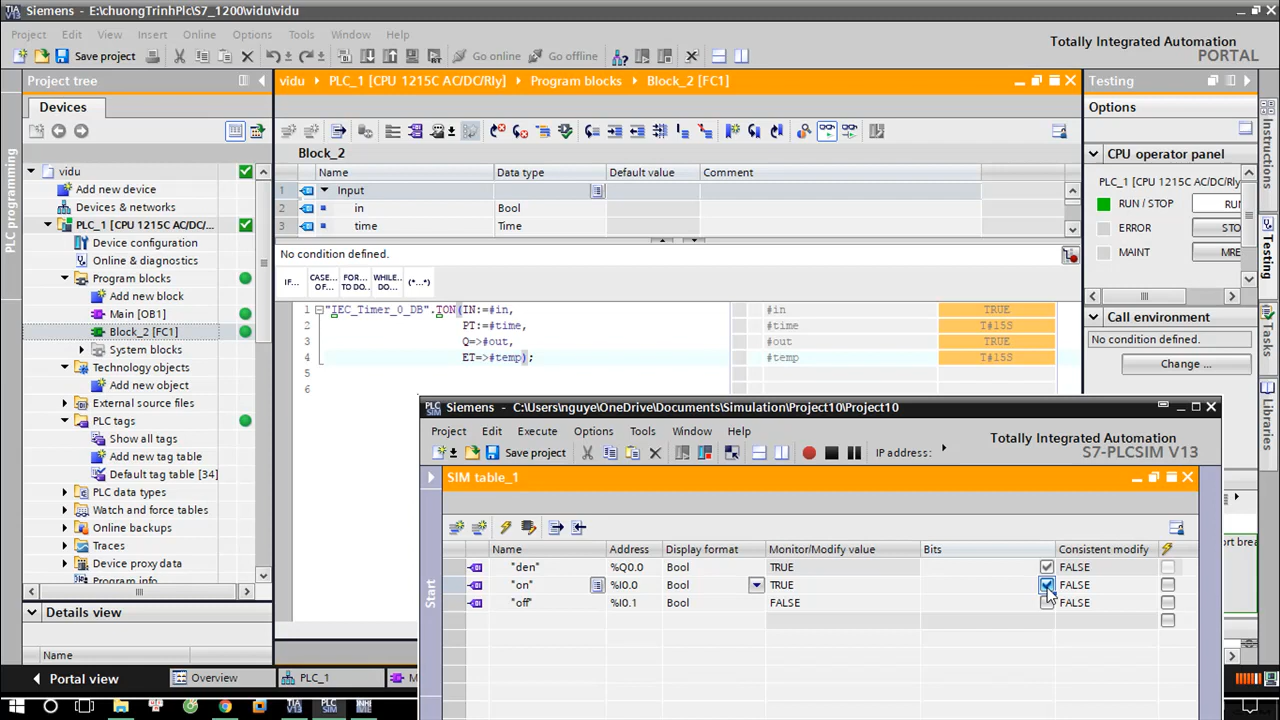 Siemens - E:\chuongTrinhPlc\S7_1200\vidu\vidu
Project Edit View Insert Online Options Tools Window Help
Totally Integrated Automation
PORTAL
Save project
Go online
Go offline
Project tree
vidu PLC_1 [CPU 1215C AC/DC/Rly] Program blocks Block_2 [FC1]
Testing
Devices
Options
Block_2
Name Data type Default value Comment
1 Input
2 in Bool
3 time Time
No condition defined.
IF... CASE... OF... FOR... TO DO... WHILE... DO... (*...*)
1 "IEC_Timer_0_DB".TON(IN:=#in, #in TRUE
2 PT:=#time, #time T#15S
3 Q=>#out, #out TRUE
4 ET=>#temp); #temp T#15S
5
6
vidu
Add new device
Devices & networks
PLC_1 [CPU 1215C AC/DC/...
Device configuration
Online & diagnostics
Program blocks
Add new block
Main [OB1]
Block_2 [FC1]
System blocks
Technology objects
Add new object
External source files
PLC tags
Show all tags
Add new tag table
Default tag table [34]
PLC data types
Watch and force tables
Online backups
Traces
Device proxy data
Program info
Details view
Name
PLC programming
CPU operator panel
PLC_1 [CPU 1215C AC/DC/Rly]
RUN / STOP RUN
ERROR STO
MAINT MRE
Call environment
No condition defined.
Change ...
Instructions
Testing
Tasks
Libraries
Siemens - C:\Users\nguye\OneDrive\Documents\Simulation\Project10\Project10
Project Edit Execute Options Tools Window Help
Totally Integrated Automation
S7-PLCSIM V13
Save project
IP address:
SIM table_1
Start
Name Address Display format Monitor/Modify value Bits Consistent modify
"den" %Q0.0 Bool TRUE FALSE
"on" %I0.0 Bool TRUE FALSE
"off" %I0.1 Bool FALSE FALSE
Portal view
Overview
PLC_1